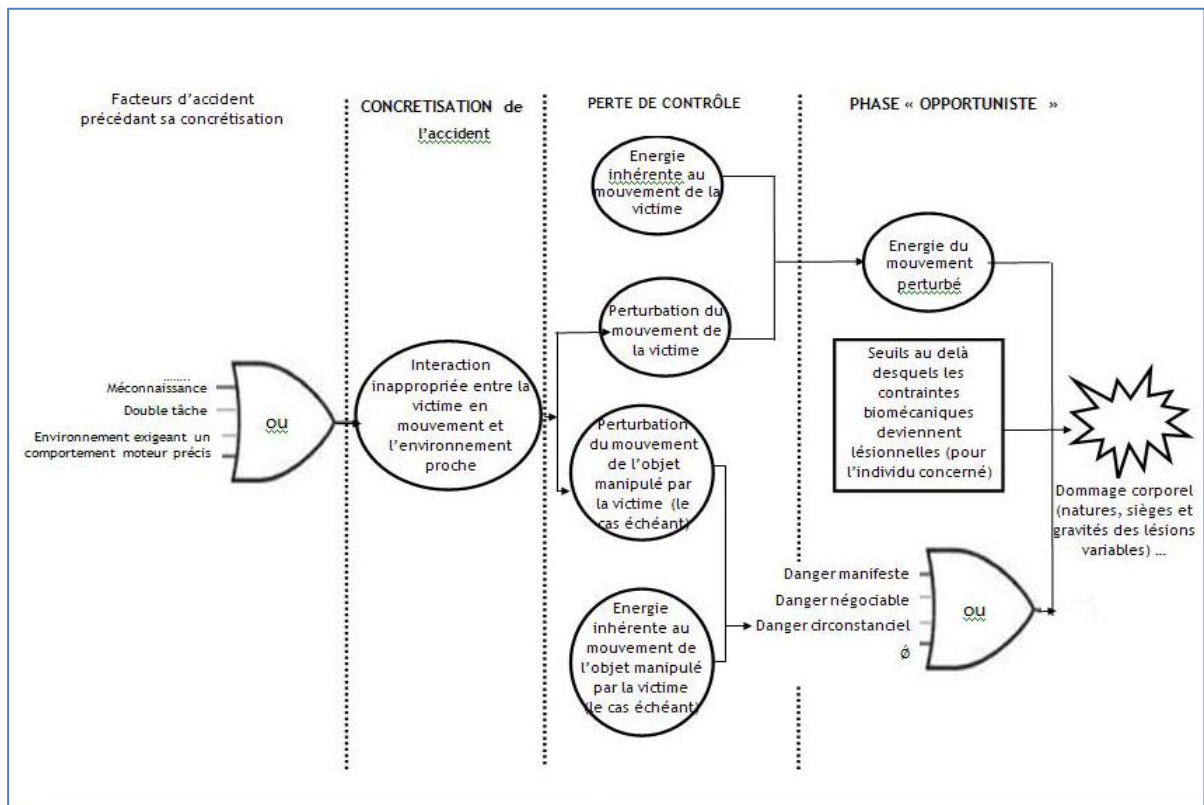 Facteurs d'accident
précédant sa concrétisation
CONCRETISATION de
l'accident
PERTE DE CONTRÔLE
PHASE « OPPORTUNISTE »
Méconnaissance
Double tâche
Environnement exigeant un
comportement moteur précis
ou
Interaction
inappropriée entre la
victime en
mouvement et
l'environnement
proche
Energie
inhérente au
mouvement de la
victime
Perturbation du
mouvement de
la victime
Perturbation
du mouvement
de l'objet
manipulé par
la victime (le
cas échéant)
Energie
inhérente au
mouvement de
l'objet manipulé
par la victime
(le cas échéant)
Energie du
mouvement
perturbé
Seuils au delà
desquels les
contraintes
biomécaniques
deviennent
lésionnelles (pour
l'individu concerné)
Danger manifeste
Danger négociable
Danger circonstanciel
Ǿ
ou
Dommage corporel
(natures, sièges et
gravités des lésions
variables) ...